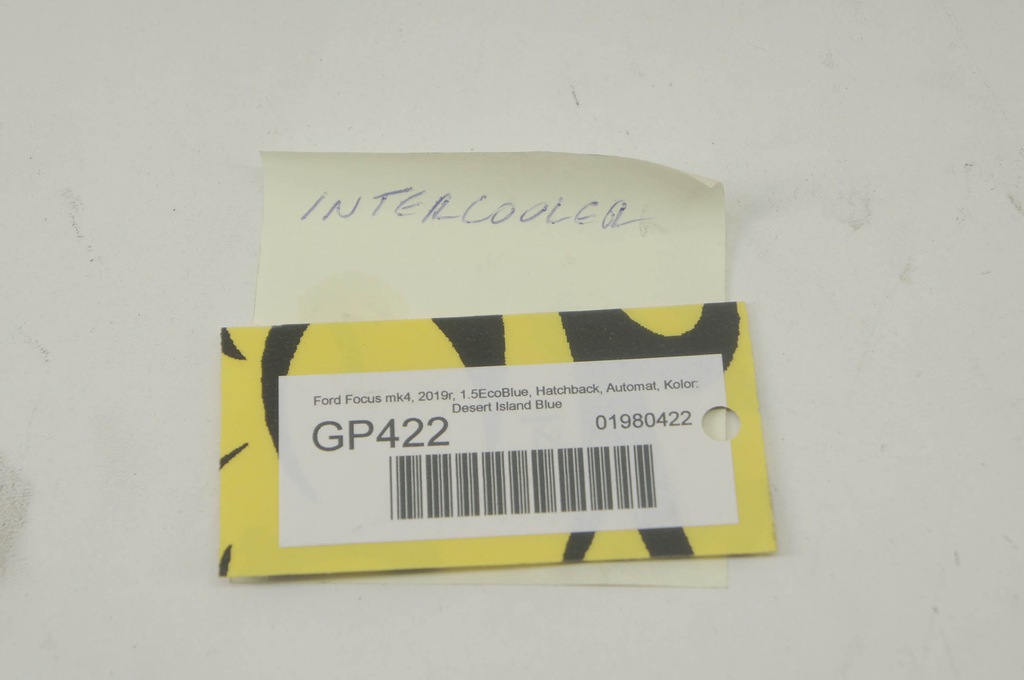 INTERCOOLER
Ford Focus mk4, 2019r, 1.5EcoBlue, Hatchback, Automat, Kolor:
Desert Island Blue
GP422
01980422